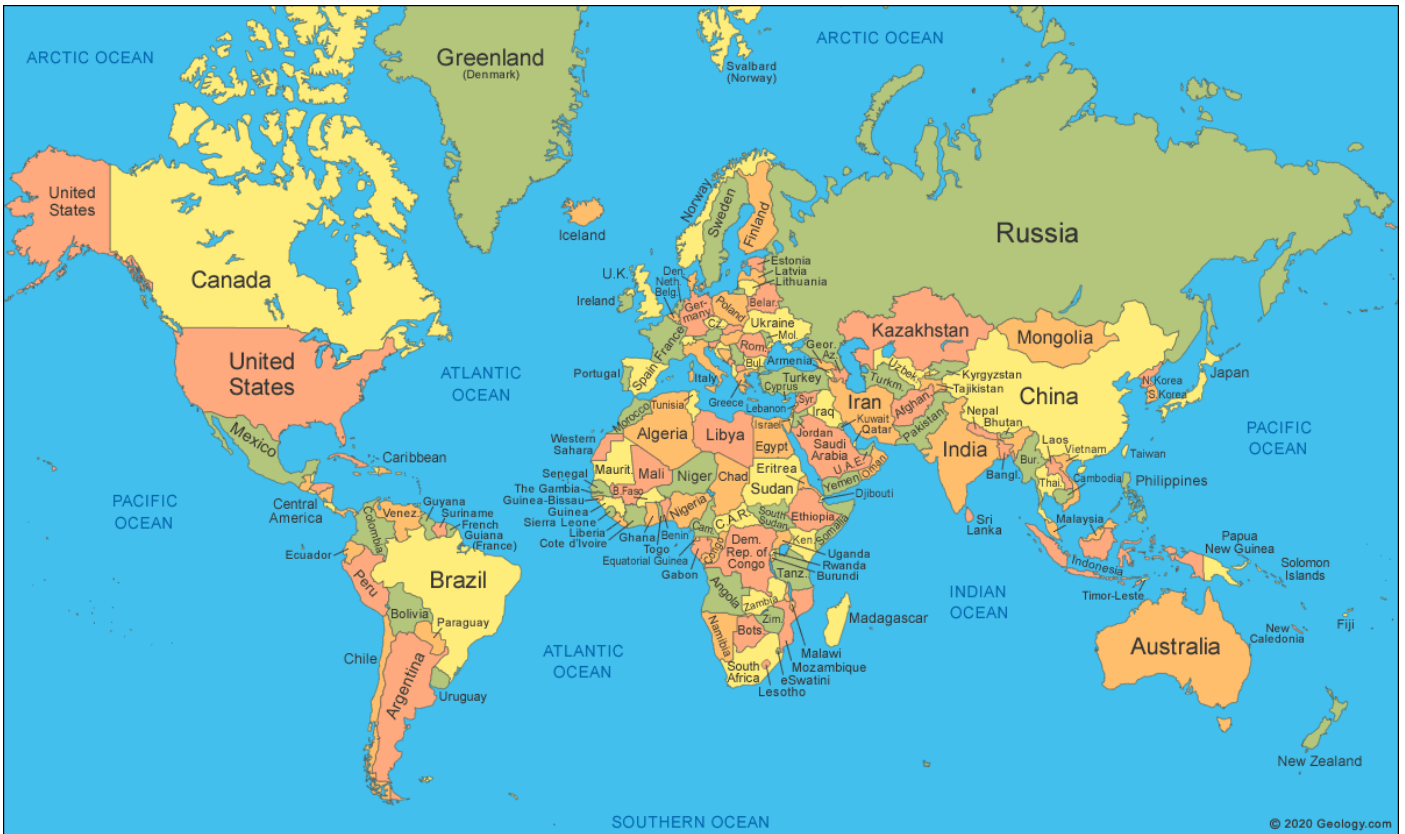 ARCTIC OCEAN
Greenland
(Denmark)
Svalbard
(Norway)
ARCTIC OCEAN
United
States
Canada
Iceland
Norway
Sweden
Finland
Russia
Estonia
Latvia
Lithuania
U.K.
Ireland
Den.
Neth.
Belg.
Ger-
many
Poland
Belar.
Cz.
Ukraine
Mol.
France
Rom.
Bul.
Italy
Spain
Portugal
Greece
Turkey
Cyprus
Geor.
Az.
Armenia
Kazakhstan
Uzbek.
Turkm.
Kyrgyzstan
Tajikistan
Mongolia
China
N.Korea
S.Korea
Japan
United
States
ATLANTIC
OCEAN
PACIFIC
OCEAN
Mexico
Caribbean
Central
America
PACIFIC
OCEAN
Morocco
Tunisia
Algeria
Libya
Egypt
Western
Sahara
Lebanon
Israel
Syr.
Iraq
Jordan
Iran
Kuwait
Qatar
Saudi
Arabia
U.A.E.
Oman
Yemen
Afghan.
Pakistan
India
Nepal
Bhutan
Bangl.
Bur.
Laos
Vietnam
Thai.
Cambodia
Taiwan
Philippines
Sri
Lanka
Malaysia
Indonesia
Timor-Leste
Papua
New Guinea
Solomon
Islands
Maurit.
Mali
Niger
Chad
Sudan
Eritrea
Djibouti
Senegal
The Gambia
Guinea-Bissau
Guinea
Sierra Leone
Liberia
Cote d'Ivoire
B.Faso
Ghana
Togo
Benin
Nigeria
Cam.
C.A.R.
South
Sudan
Ethiopia
Somalia
Equatorial Guinea
Gabon
Congo
Dem.
Rep. of
Congo
Ken.
Uganda
Rwanda
Burundi
Tanz.
Angola
Zambia
Zim.
Namibia
Bots
South
Africa
Malawi
Mozambique
eSwatini
Lesotho
Madagascar
INDIAN
OCEAN
Venez.
Guyana
Suriname
French
Guiana
(France)
Colombia
Ecuador
Peru
Brazil
Bolivia
Paraguay
Chile
Argentina
Uruguay
ATLANTIC
OCEAN
Australia
New
Caledonia
Fiji
New Zealand
SOUTHERN OCEAN
© 2020 Geology.com